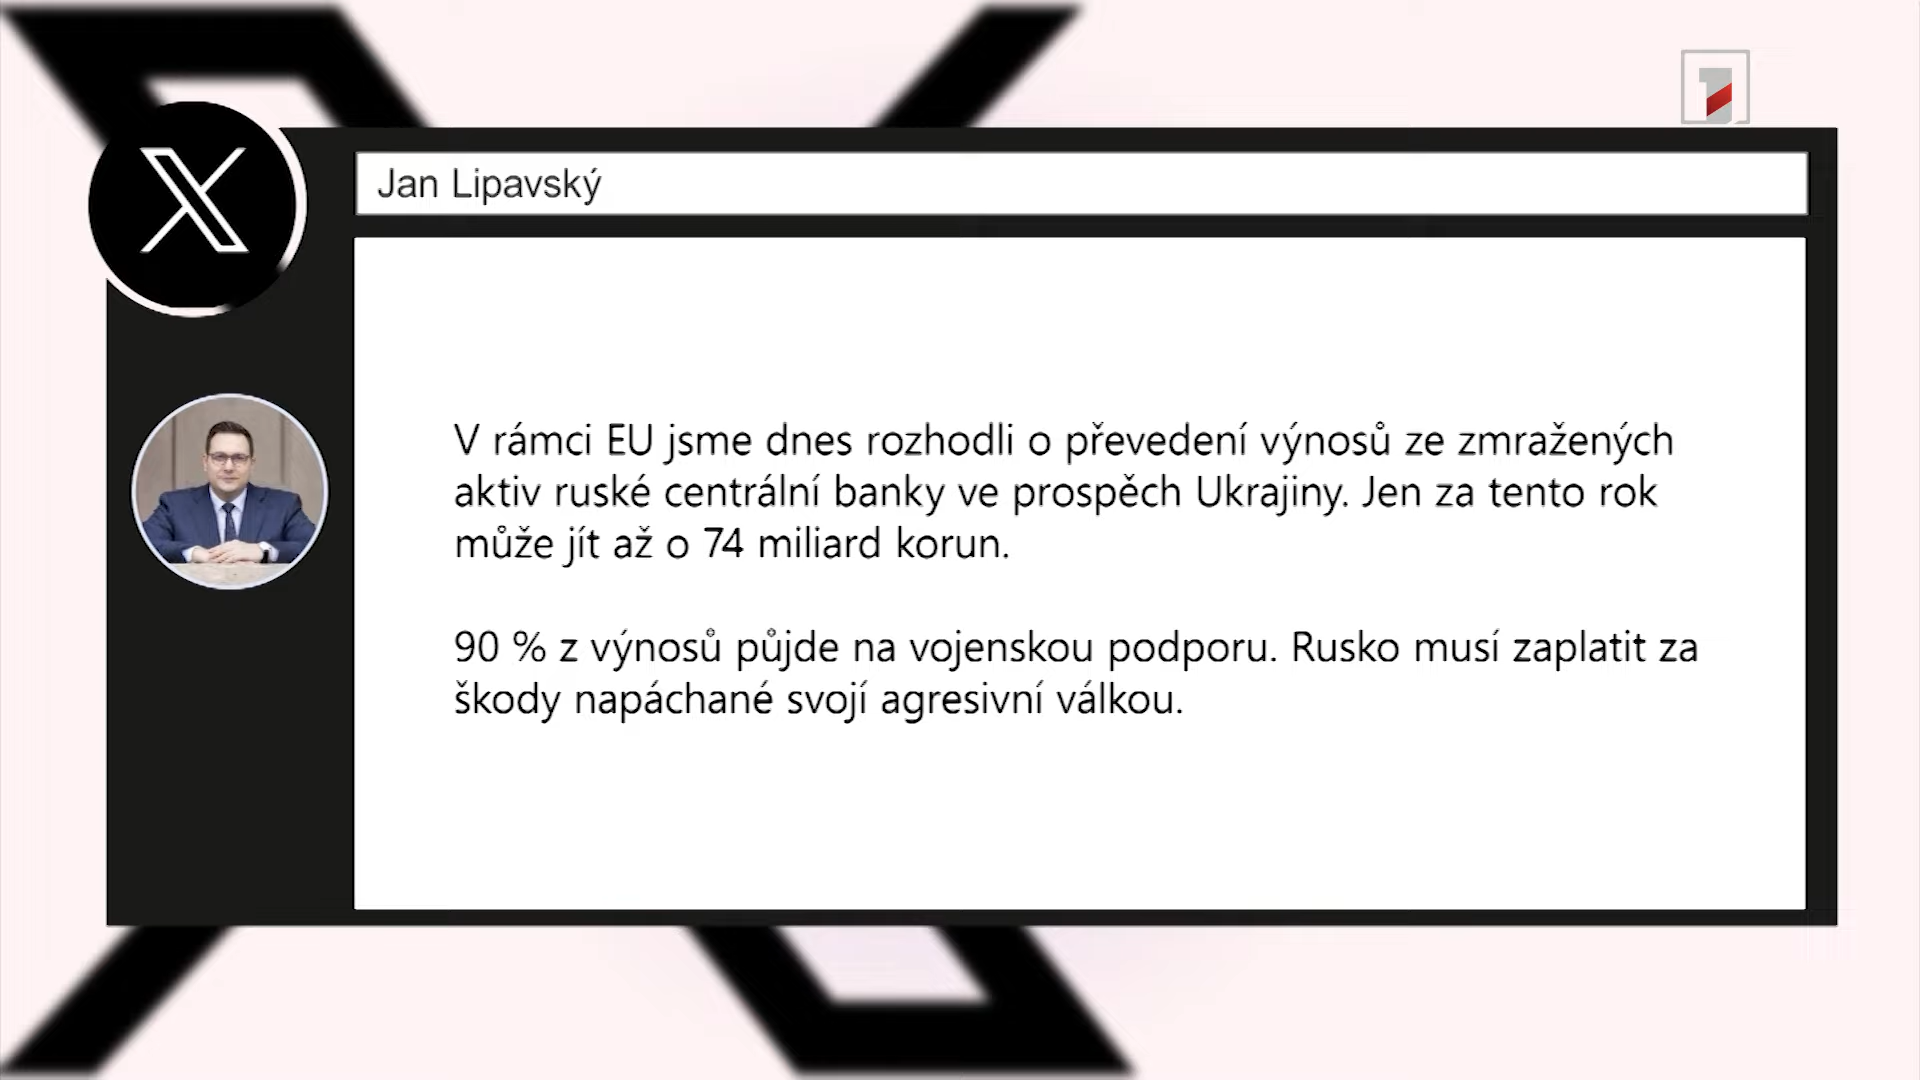 Jan Lipavský
V rámci EU jsme dnes rozhodli o převedení výnosů ze zmražených
aktiv ruské centrální banky ve prospěch Ukrajiny. Jen za tento rok
může jít až o 74 miliard korun.
90 % z výnosů půjde na vojenskou podporu. Rusko musí zaplatit za
škody napáchané svojí agresivní válkou.